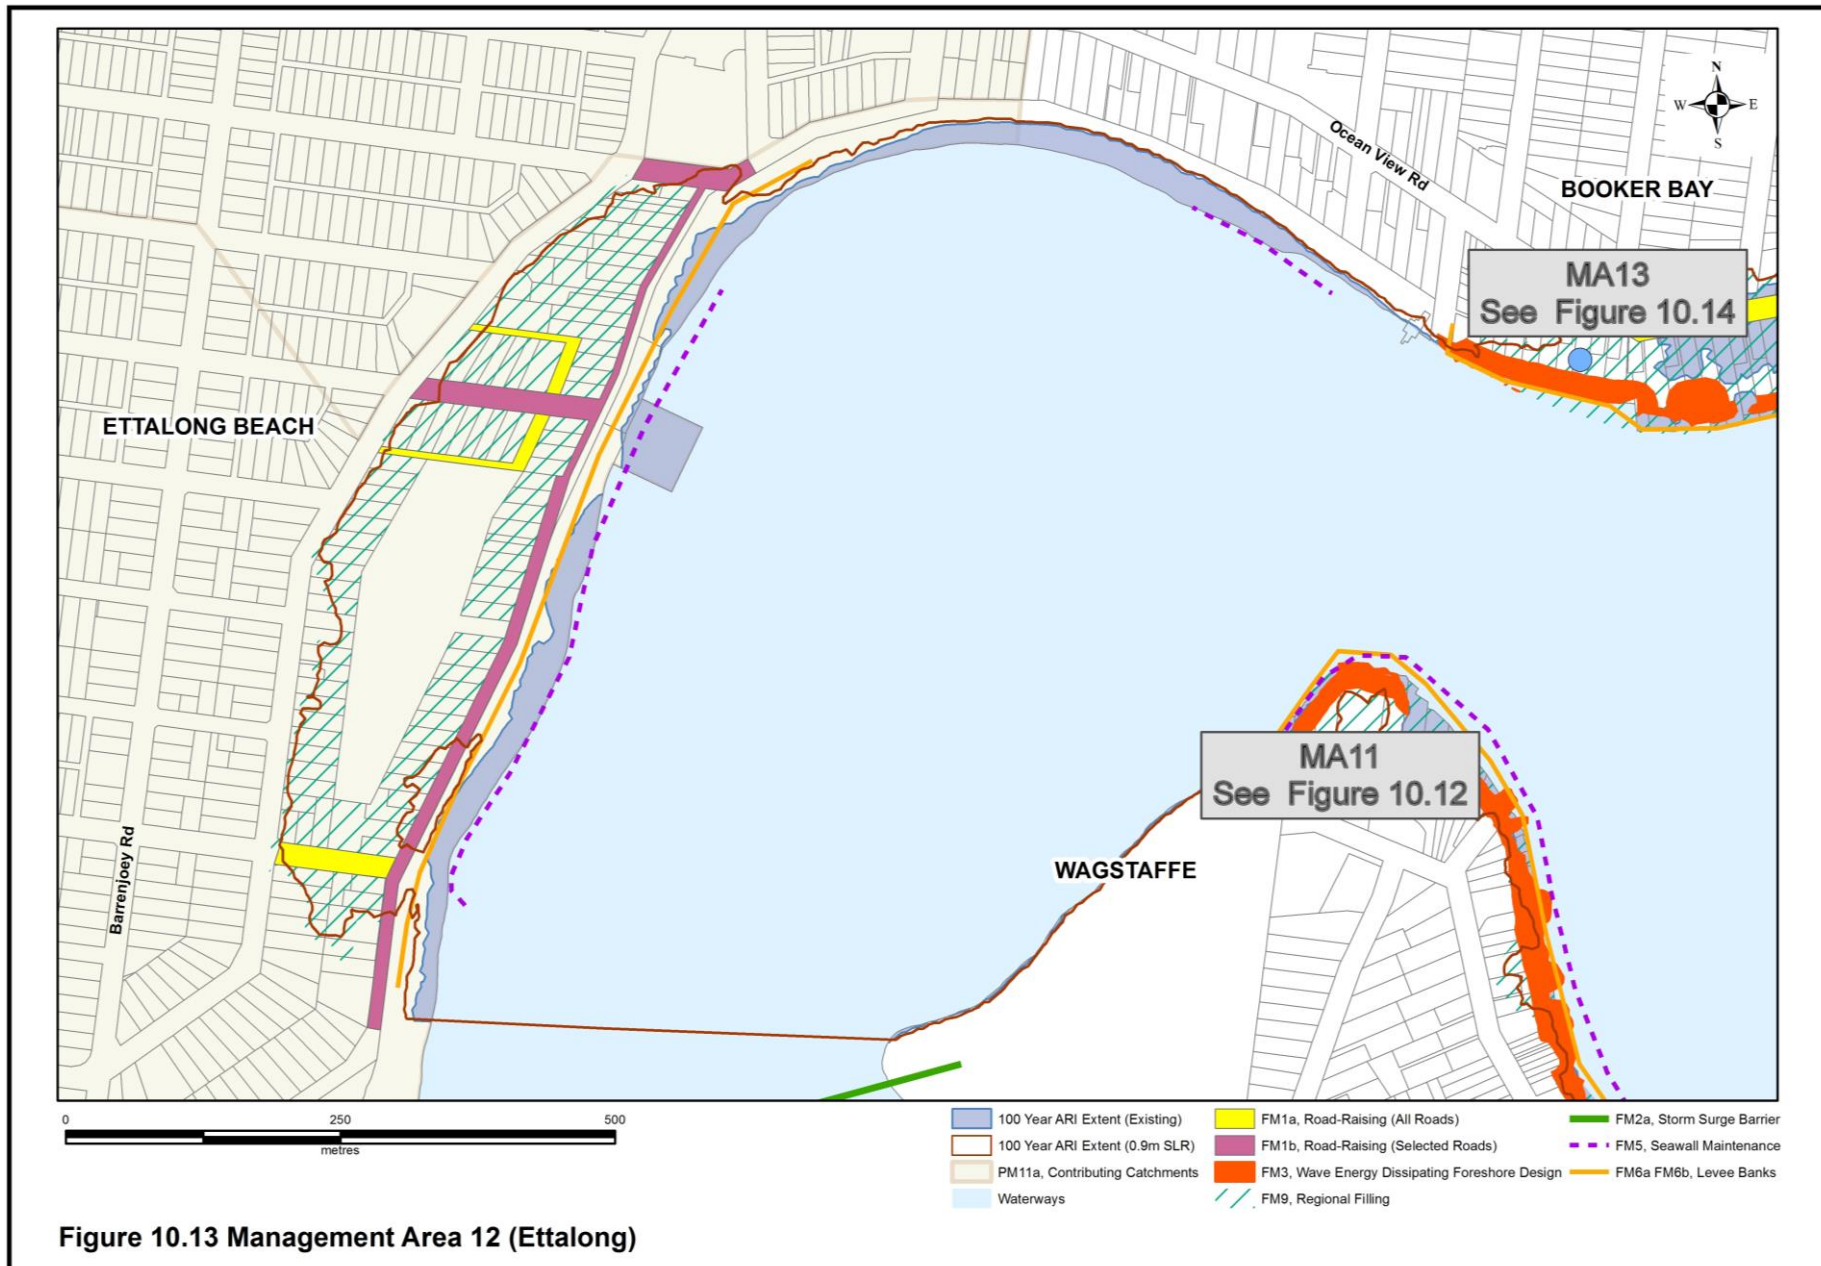 N
W E
S
Ocean View Rd
BOOKER BAY
MA13
See Figure 10.14
ETTALONG BEACH
MA11
See Figure 10.12
WAGSTAFFE
Barrenjoey Rd
0 250 500
metres
100 Year ARI Extent (Existing)
100 Year ARI Extent (0.9m SLR)
PM11a, Contributing Catchments
Waterways
FM1a, Road-Raising (All Roads)
FM1b, Road-Raising (Selected Roads)
FM3, Wave Energy Dissipating Foreshore Design
FM9, Regional Filling
FM2a, Storm Surge Barrier
FM5, Seawall Maintenance
FM6a FM6b, Levee Banks
Figure 10.13 Management Area 12 (Ettalong)